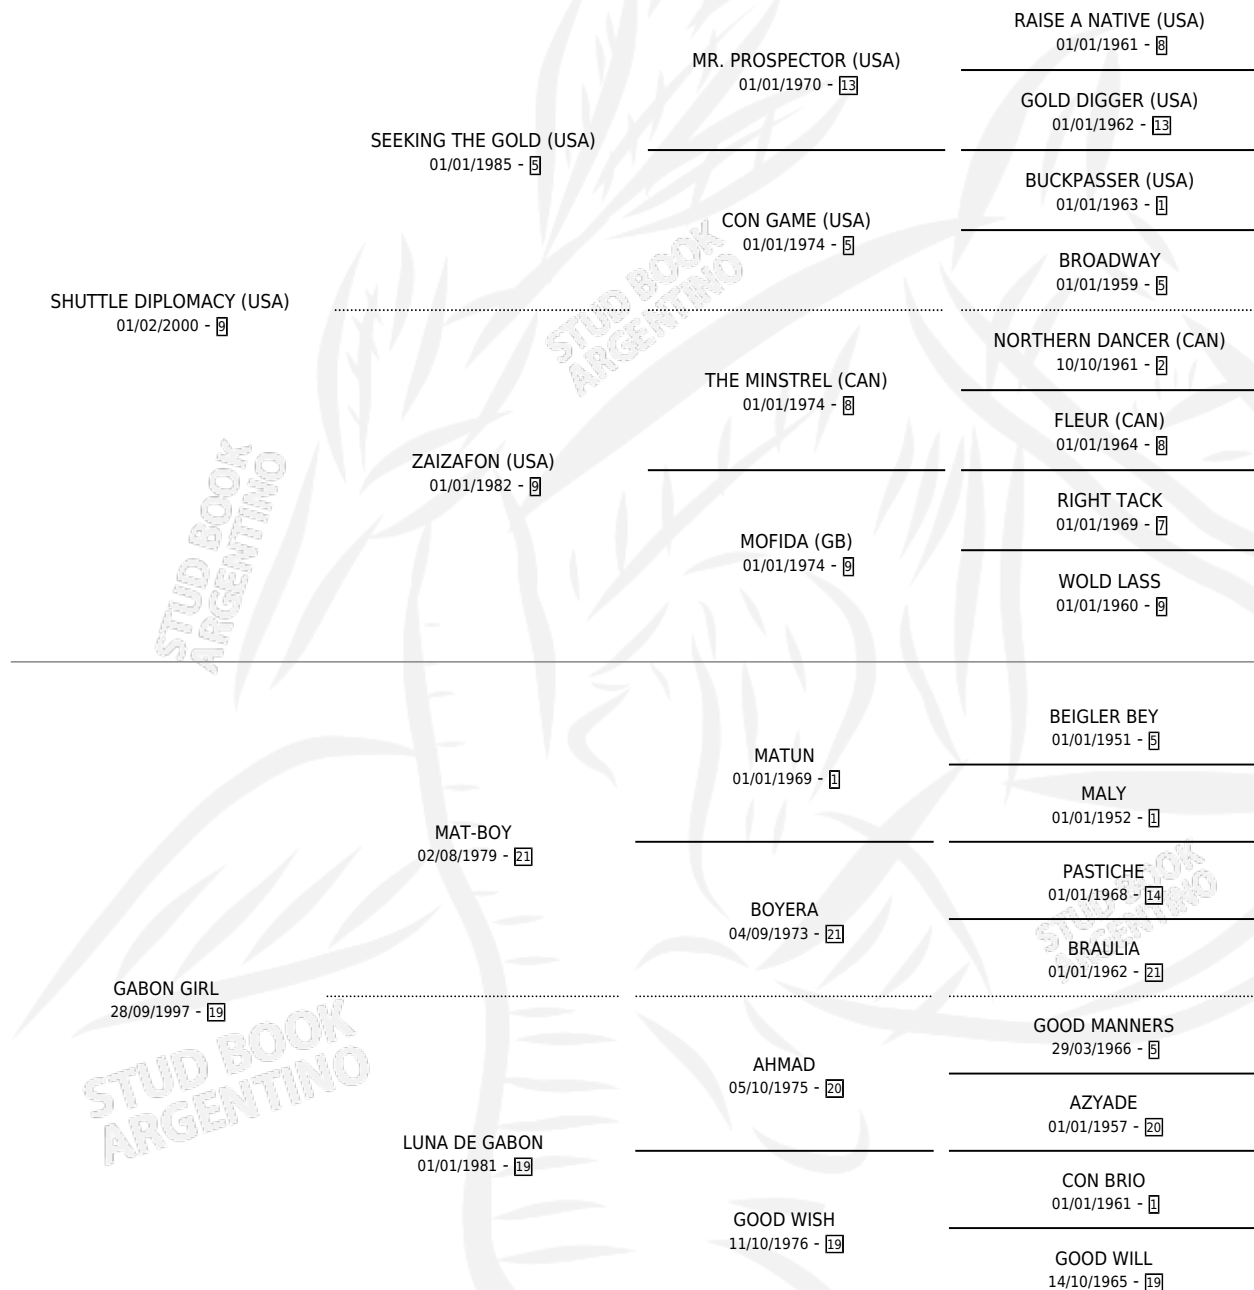 RAISE A NATIVE (USA)
01/01/1961 - 8
MR. PROSPECTOR (USA)
01/01/1970 - 13
GOLD DIGGER (USA)
01/01/1962 - 13
SEEKING THE GOLD (USA)
01/01/1985 - 5
BUCKPASSER (USA)
01/01/1963 - 1
CON GAME (USA)
01/01/1974 - 5
BROADWAY
01/01/1959 - 5
SHUTTLE DIPLOMACY (USA)
01/02/2000 - 9
NORTHERN DANCER (CAN)
10/10/1961 - 2
THE MINSTREL (CAN)
01/01/1974 - 8
FLEUR (CAN)
01/01/1964 - 8
ZAIZAFON (USA)
01/01/1982 - 9
RIGHT TACK
01/01/1969 - 7
MOFIDA (GB)
01/01/1974 - 9
WOLD LASS
01/01/1960 - 9
BEIGLER BEY
01/01/1951 - 5
MATUN
01/01/1969 - 1
MALY
01/01/1952 - 1
MAT-BOY
02/08/1979 - 21
PASTICHE
01/01/1968 - 14
BOYERA
04/09/1973 - 21
BRAULIA
01/01/1962 - 21
GABON GIRL
28/09/1997 - 19
GOOD MANNERS
29/03/1966 - 5
AHMAD
05/10/1975 - 20
AZYADE
01/01/1957 - 20
LUNA DE GABON
01/01/1981 - 19
CON BRIO
01/01/1961 - 1
GOOD WISH
11/10/1976 - 19
GOOD WILL
14/10/1965 - 19
STUD BOOK
ARGENTINO
STUD BOOK
ARGENTINO
STUD BOOK
ARGENTINO
STUD BOOK
ARGENTINO